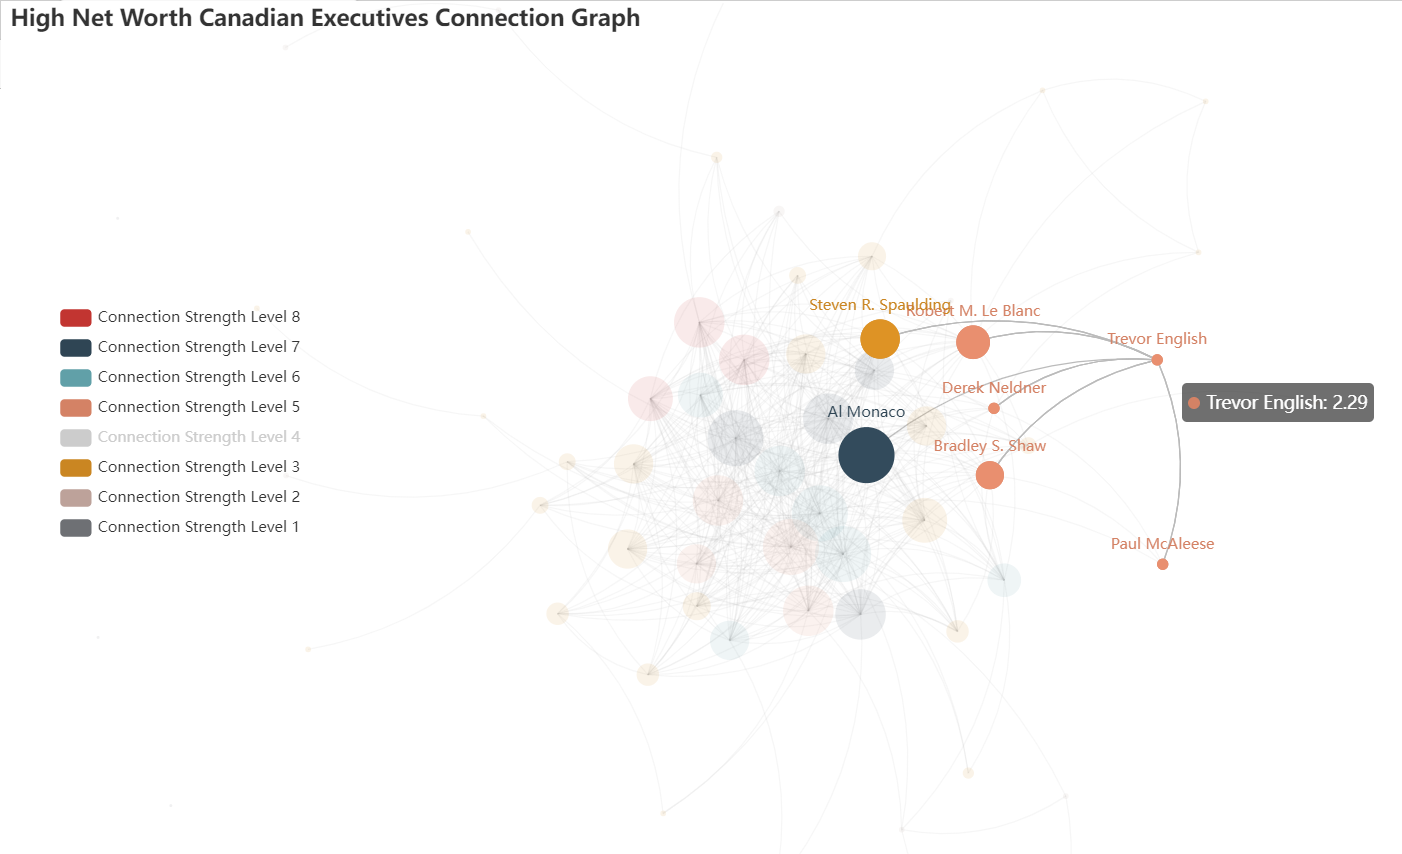 High Net Worth Canadian Executives Connection Graph
Connection Strength Level 8
Connection Strength Level 7
Connection Strength Level 6
Connection Strength Level 5
Connection Strength Level 4
Connection Strength Level 3
Connection Strength Level 2
Connection Strength Level 1
Steven R. Spaulding
Robert M. Le Blanc
Trevor English
Derek Neldner
Trevor English: 2.29
Al Monaco
Bradley S. Shaw
Paul McAleese